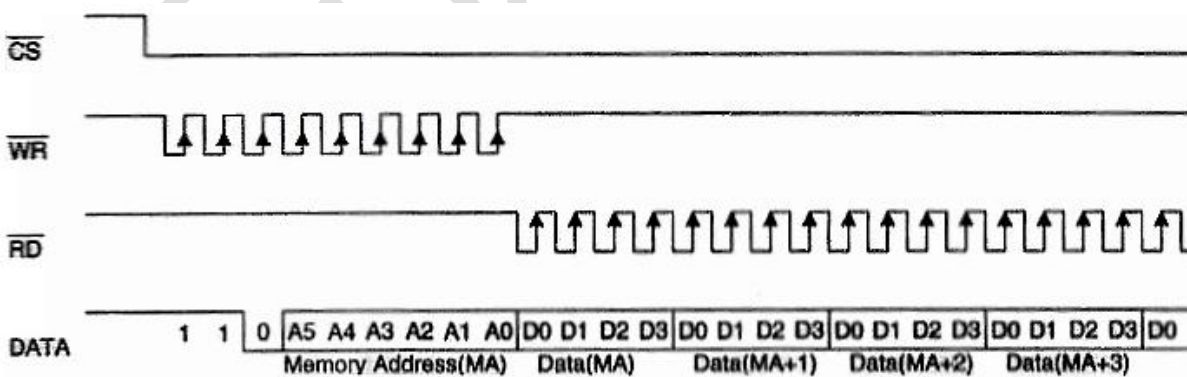 CS
WR
RD
DATA 1 1 0 A5 A4 A3 A2 A1 A0 D0 D1 D2 D3 D0 D1 D2 D3 D0 D1 D2 D3 D0 D1 D2 D3 D0
Memory Address(MA) Data(MA) Data(MA+1) Data(MA+2) Data(MA+3)